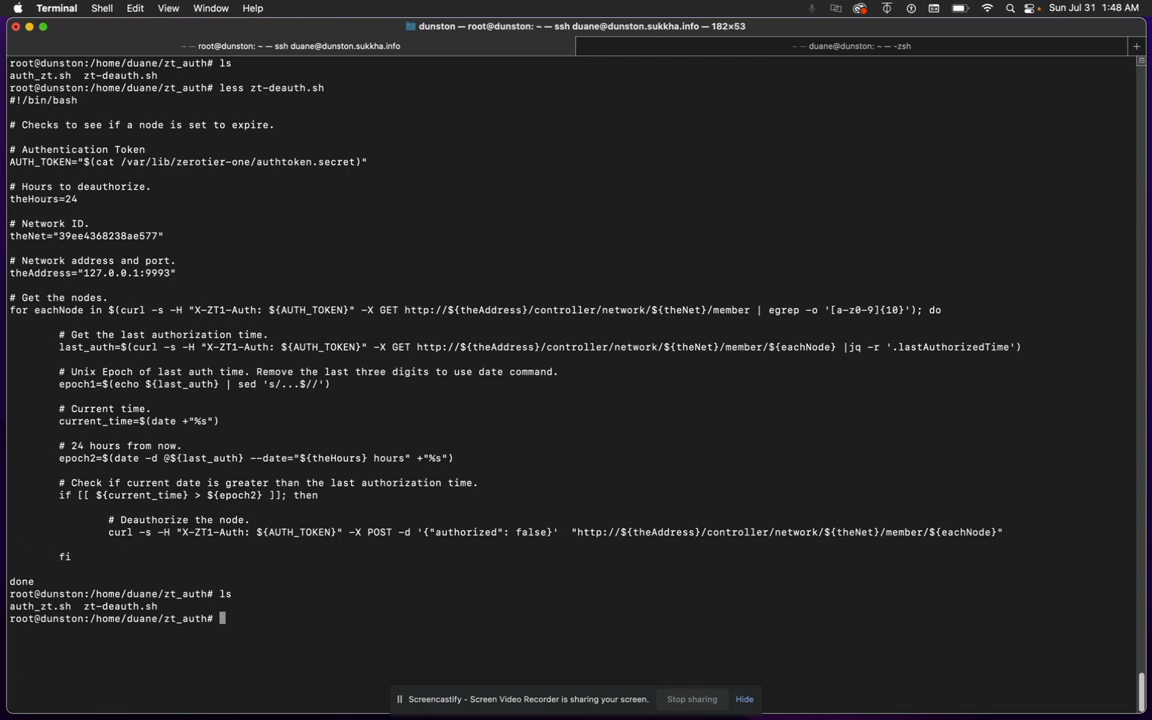 Terminal Shell Edit View Window Help Sun Jul 31 1:48 AM
dunston — root@dunston: ~ — ssh duane@dunston.sukkha.info — 182×53
~ — root@dunston: ~ — ssh duane@dunston.sukkha.info ~ — duane@dunston: ~ — -zsh +
root@dunston:/home/duane/zt_auth# ls
auth_zt.sh  zt-deauth.sh
root@dunston:/home/duane/zt_auth# less zt-deauth.sh
#!/bin/bash
# Checks to see if a node is set to expire.
# Authentication Token
AUTH_TOKEN="$(cat /var/lib/zerotier-one/authtoken.secret)"
# Hours to deauthorize.
theHours=24
# Network ID.
theNet="39ee4368238ae577"
# Network address and port.
theAddress="127.0.0.1:9993"
# Get the nodes.
for eachNode in $(curl -s -H "X-ZT1-Auth: ${AUTH_TOKEN}" -X GET http://${theAddress}/controller/network/${theNet}/member | egrep -o '[a-z0-9]{10}'); do
# Get the last authorization time.
last_auth=$(curl -s -H "X-ZT1-Auth: ${AUTH_TOKEN}" -X GET http://${theAddress}/controller/network/${theNet}/member/${eachNode} |jq -r '.lastAuthorizedTime')
# Unix Epoch of last auth time. Remove the last three digits to use date command.
epoch1=$(echo ${last_auth} | sed 's/...$//')
# Current time.
current_time=$(date +"%s")
# 24 hours from now.
epoch2=$(date -d @${last_auth} --date="${theHours} hours" +"%s")
# Check if current date is greater than the last authorization time.
if [[ ${current_time} > ${epoch2} ]]; then
# Deauthorize the node.
curl -s -H "X-ZT1-Auth: ${AUTH_TOKEN}" -X POST -d '{"authorized": false}'  "http://${theAddress}/controller/network/${theNet}/member/${eachNode}"
fi
done
root@dunston:/home/duane/zt_auth# ls
auth_zt.sh  zt-deauth.sh
root@dunston:/home/duane/zt_auth#
Screencastify - Screen Video Recorder is sharing your screen. Stop sharing Hide